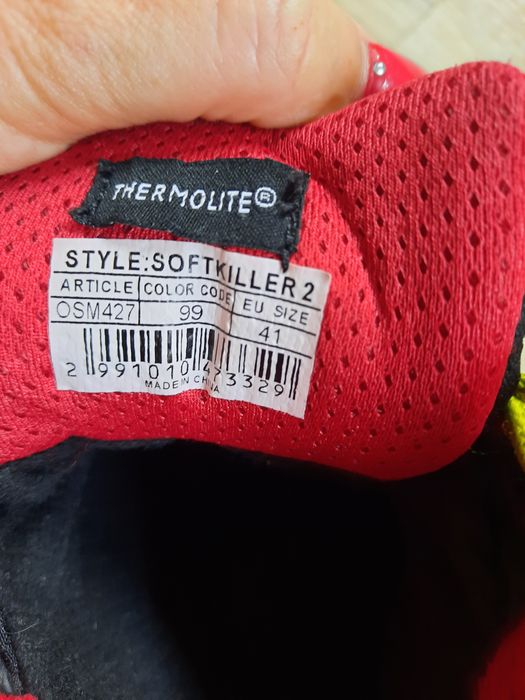 THERMOLITE®
STYLE:SOFTKILLER 2
ARTICLE COLOR CODE EU SIZE
OSM427 99 41
2 991010 473329
MADE IN CHINA